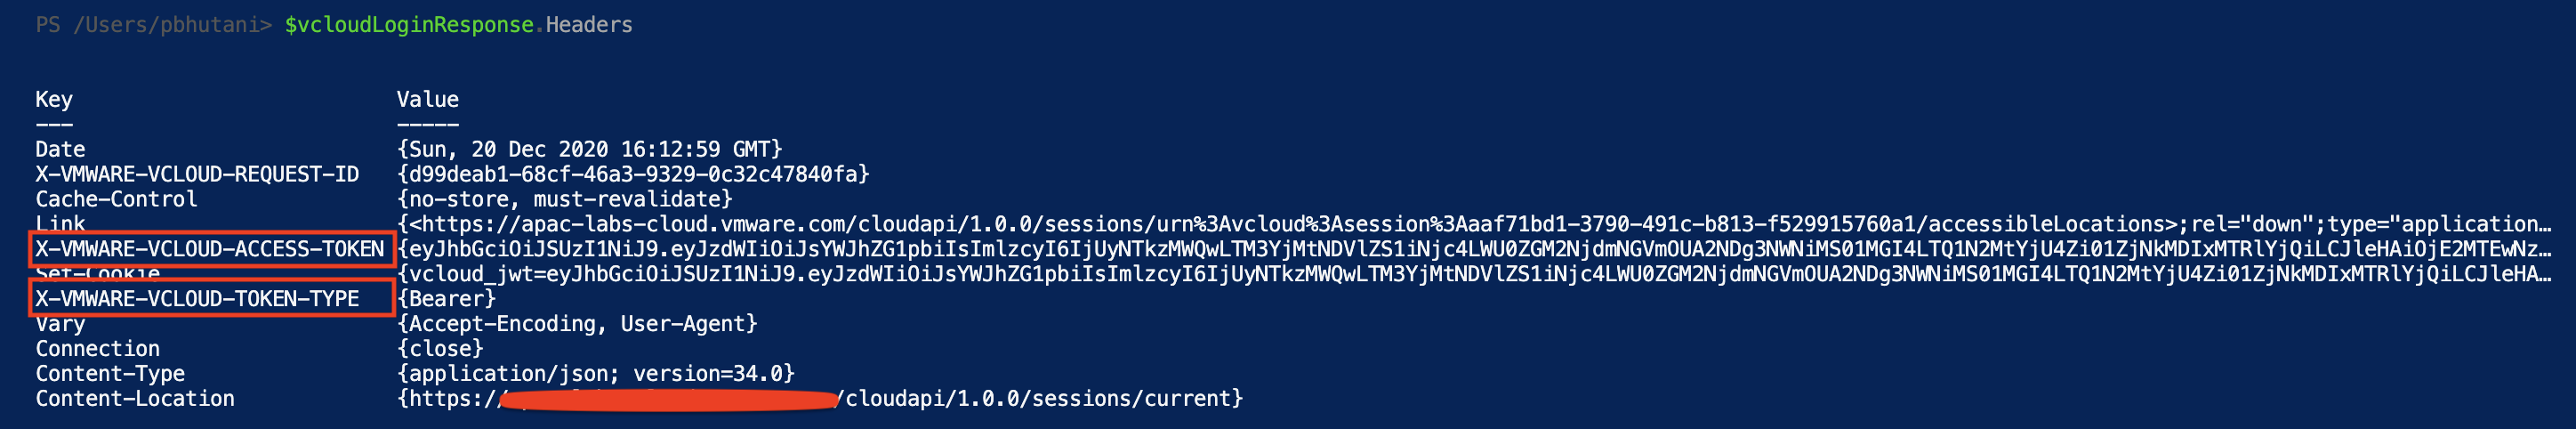 PS /Users/pbhutani> $vcloudLoginResponse.Headers
Key Value
--- -----
Date {Sun, 20 Dec 2020 16:12:59 GMT}
X-VMWARE-VCLOUD-REQUEST-ID {d99deab1-68cf-46a3-9329-0c32c47840fa}
Cache-Control {no-store, must-revalidate}
Link {<https://apac-labs-cloud.vmware.com/cloudapi/1.0.0/sessions/urn%3Avcloud%3Asession%3Aaaf71bd1-3790-491c-b813-f529915760a1/accessibleLocations>;rel="down";type="application…
X-VMWARE-VCLOUD-ACCESS-TOKEN {eyJhbGciOiJSUzI1NiJ9.eyJzdWIiOiJsYWJhZG1pbiIsImlzcyI6IjUyNTkzMWQwLTM3YjMtNDVlZS1iNjc4LWU0ZGM2NjdmNGVmOUA2NDg3NWNiMS01MGI4LTQ1N2MtYjU4Zi01ZjNkMDIxMTRlYjQiLCJleHAiOjE2MTEwNz…
Set-Cookie {vcloud_jwt=eyJhbGciOiJSUzI1NiJ9.eyJzdWIiOiJsYWJhZG1pbiIsImlzcyI6IjUyNTkzMWQwLTM3YjMtNDVlZS1iNjc4LWU0ZGM2NjdmNGVmOUA2NDg3NWNiMS01MGI4LTQ1N2MtYjU4Zi01ZjNkMDIxMTRlYjQiLCJleHA…
X-VMWARE-VCLOUD-TOKEN-TYPE {Bearer}
Vary {Accept-Encoding, User-Agent}
Connection {close}
Content-Type {application/json; version=34.0}
Content-Location {https:// /cloudapi/1.0.0/sessions/current}